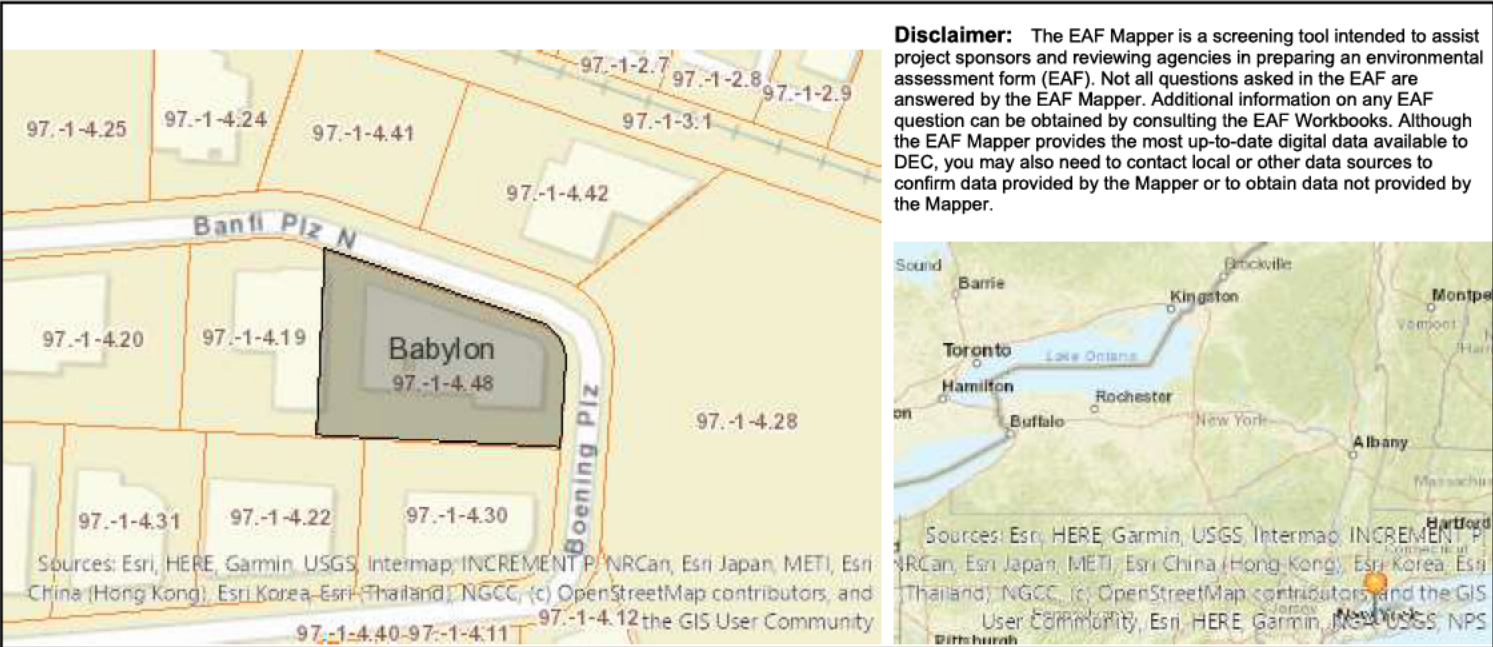 97.-1-2.7
97.-1-2.8
97.-1-2.9
97.-1-4.25
97.-1-4.24
97.-1-4.41
97.-1-3.1
97.-1-4.42
Banfi Plz N
97.-1-4.20
97.-1-4.19
Babylon
97.-1-4.48
97.-1-4.28
Boening Plz
97.-1-4.31
97.-1-4.22
97.-1-4.30
Sources: Esri, HERE, Garmin, USGS, Intermap, INCREMENT P, NRCan, Esri Japan, METI, Esri
China (Hong Kong), Esri Korea, Esri (Thailand), NGCC, (c) OpenStreetMap contributors, and
the GIS User Community
97.-1-4.40
97.-1-4.11
97.-1-4.12
Disclaimer: The EAF Mapper is a screening tool intended to assist
project sponsors and reviewing agencies in preparing an environmental
assessment form (EAF). Not all questions asked in the EAF are
answered by the EAF Mapper. Additional information on any EAF
question can be obtained by consulting the EAF Workbooks. Although
the EAF Mapper provides the most up-to-date digital data available to
DEC, you may also need to contact local or other data sources to
confirm data provided by the Mapper or to obtain data not provided by
the Mapper.
Sound
Barrie
Brockville
Kingston
Montpe
Vermont
Toronto
Lake Ontario
Hamilton
on
Rochester
Buffalo
New York
Albany
Massachus
Hartford
Connecticut
Sources: Esri, HERE, Garmin, USGS, Intermap, INCREMENT P,
NRCan, Esri Japan, METI, Esri China (Hong Kong), Esri Korea, Esri
(Thailand), NGCC, (c) OpenStreetMap contributors, and the GIS
User Community, Esri, HERE, Garmin, NGA, USGS, NPS
New York
Pittsburgh